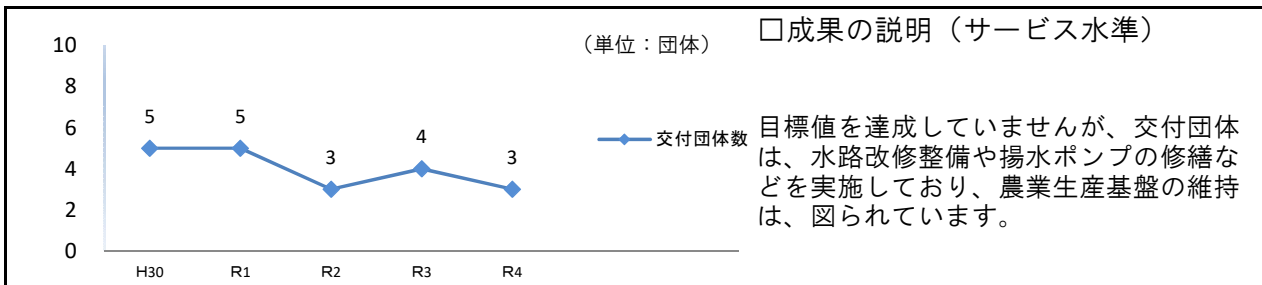 10
8
6
4
2
0
（単位：団体）
5
5
3
4
3
交付団体数
H30
R1
R2
R3
R4
□成果の説明（サービス水準）
目標値を達成していませんが、交付団体
は、水路改修整備や揚水ポンプの修繕な
どを実施しており、農業生産基盤の維持
は、図られています。